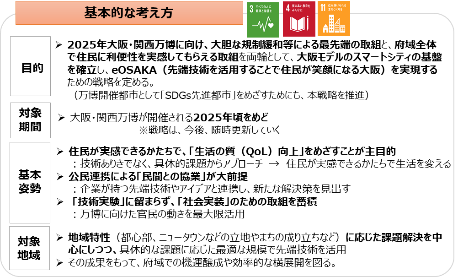 基本的な考え方
3
4
11
目的
➢ 2025年大阪・関西万博に向け、大胆な規制緩和等による最先端の取組と、府域全体
で住民に利便性を実感してもらえる取組を両輪として、大阪モデルのスマートシティの基盤
を確立し、eOSAKA（先端技術を活用することで住民が笑顔になる大阪）を実現する
ための戦略を定める。
（万博開催都市として「SDGs先進都市」をめざすためにも、本戦略を推進）
対象
期間
➢ 大阪・関西万博が開催される2025年頃をめど
※戦略は、今後、随時更新していく
基本
姿勢
➢ 住民が実感できるかたちで、「生活の質（QoL）向上」をめざすことが主目的
：技術ありきでなく、具体的課題からアプローチ → 住民が実感できるかたちで生活を変える
➢ 公民連携による「民間との協業」が大前提
：企業が持つ先端技術やアイデアと連携し、新たな解決策を見出す
➢ 「技術実験」に留まらず、「社会実装」のための取組を蓄積
：万博に向けた官民の動きを最大限活用
対象
地域
➢ 地域特性（都心部、ニュータウンなどの立地やまちの成り立ちなど）に応じた課題解決を中
心にしつつ、具体的な課題に応じた最適な規模で先端技術を活用
➢ その成果をもって、府域での機運醸成や効率的な横展開を図る。